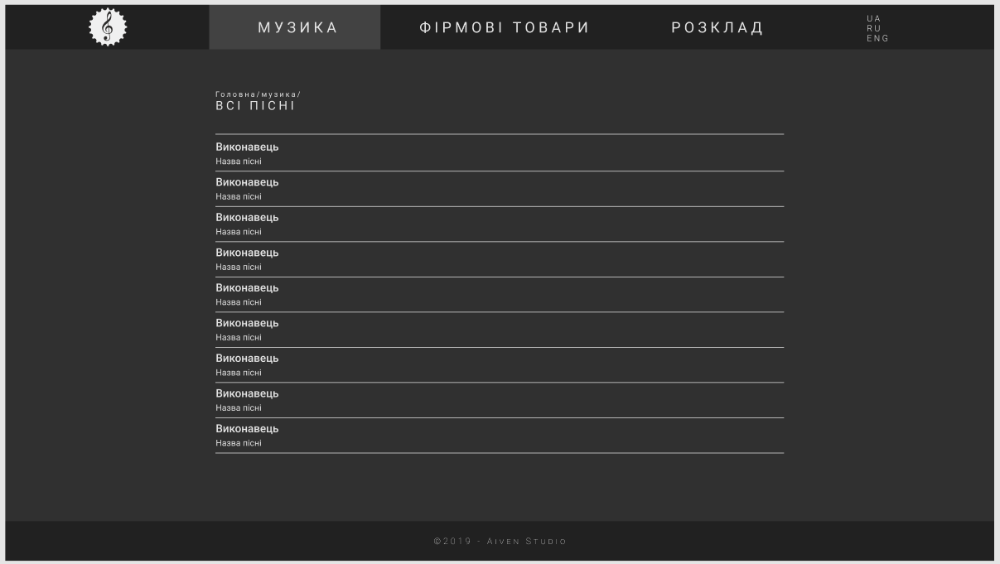 МУЗИКА
ФІРМОВІ ТОВАРИ
РОЗКЛАД
UA
RU
ENG
Головна/музика/
ВСІ ПІСНІ
Виконавець
Назва пісні
Виконавець
Назва пісні
Виконавець
Назва пісні
Виконавець
Назва пісні
Виконавець
Назва пісні
Виконавець
Назва пісні
Виконавець
Назва пісні
Виконавець
Назва пісні
Виконавець
Назва пісні
©2019 - Aiven Studio